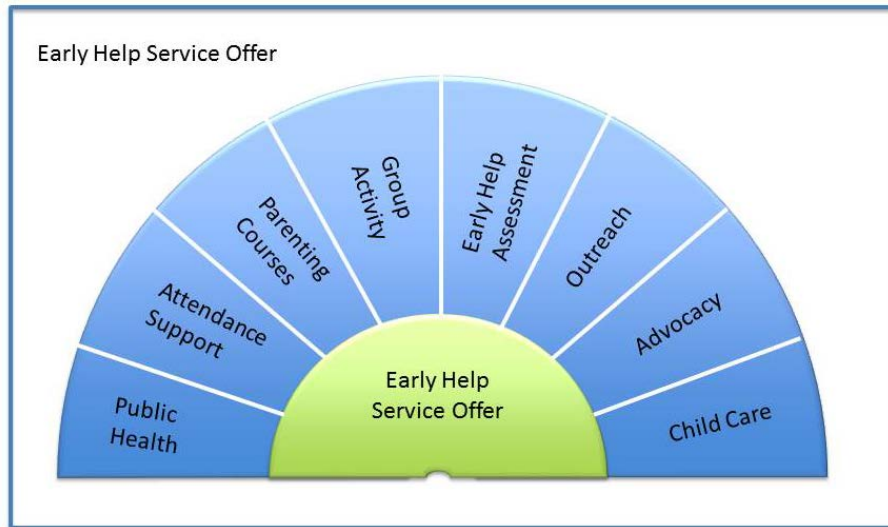 Early Help Service Offer
Public
Health
Attendance
Support
Parenting
Courses
Group
Activity
Early Help
Assessment
Outreach
Advocacy
Child Care
Early Help
Service Offer